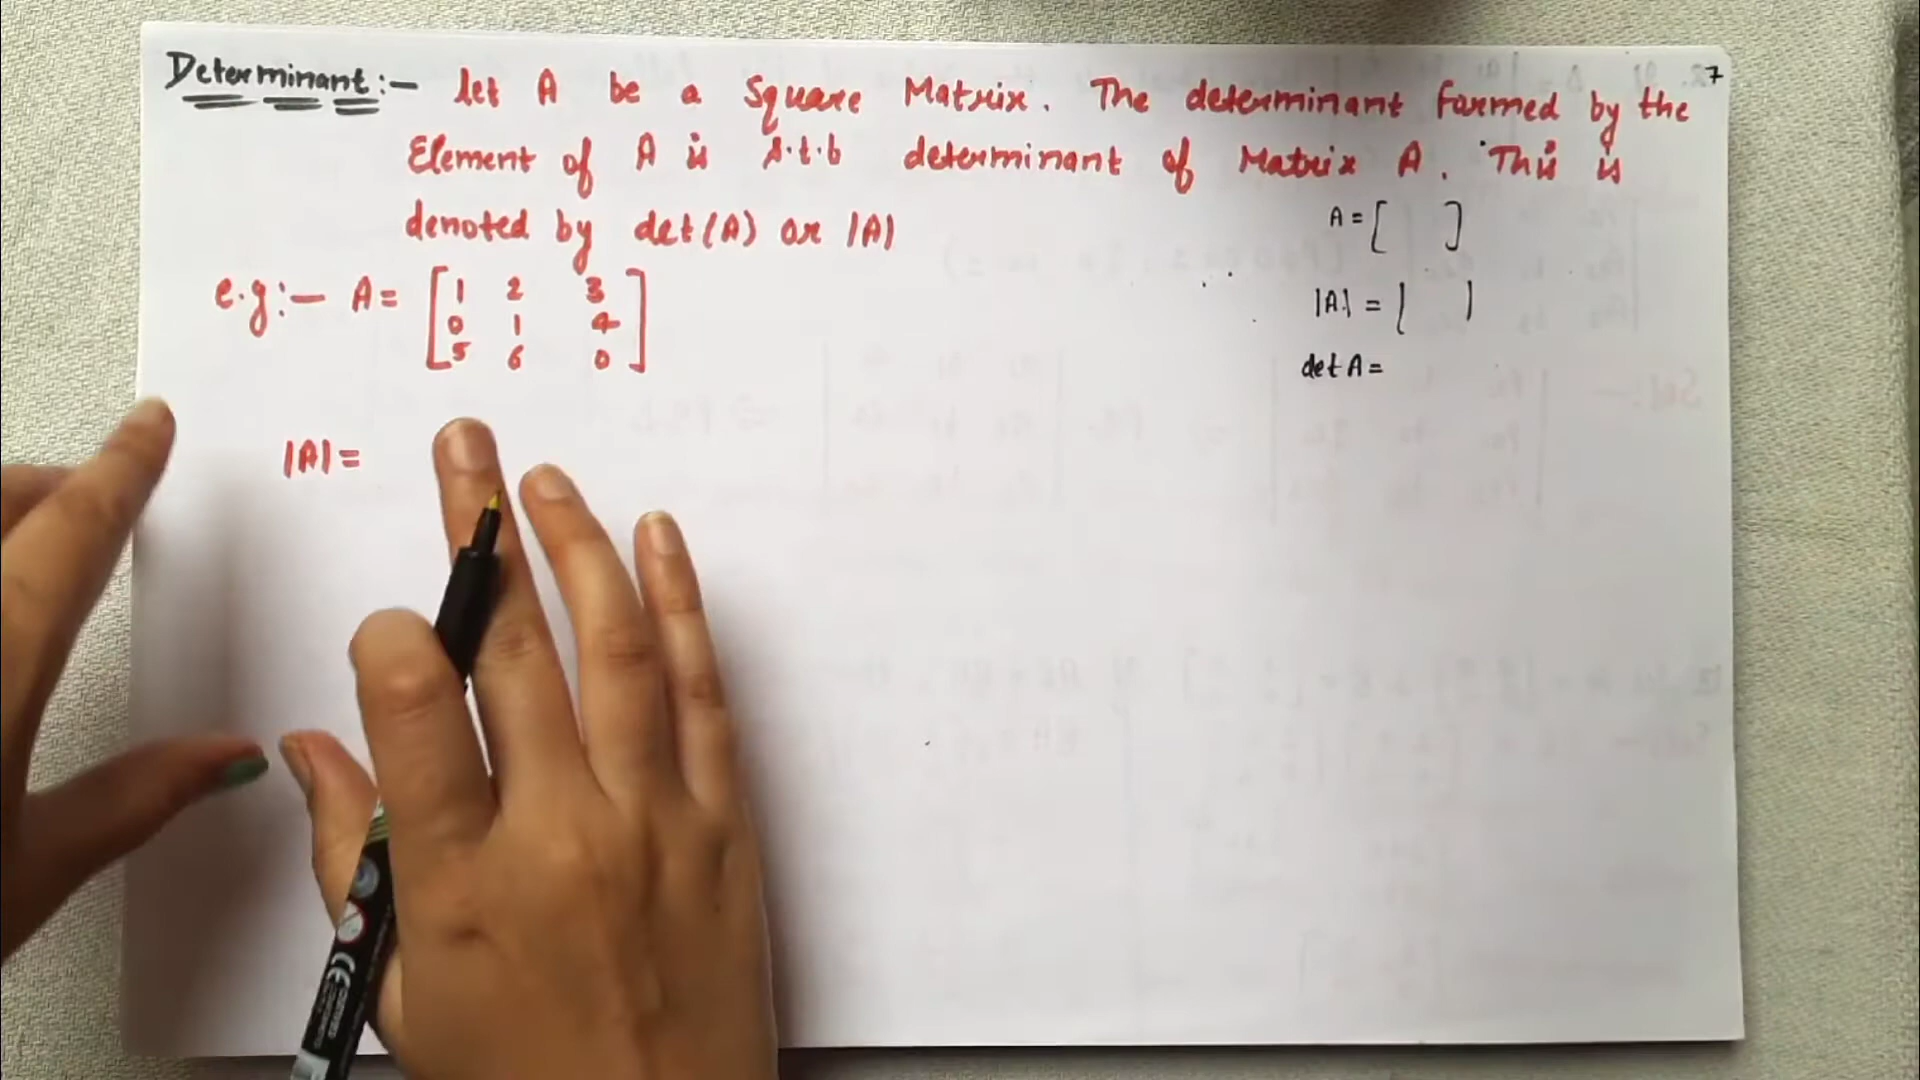 Determinant:- let A be a Square Matrix. The determinant formed by the
Element of A is s.t.b determinant of Matrix A. This is
denoted by det(A) or |A|
A = [ ]
e.g:- A = [1 2 3
0 1 4
5 6 0]
|A| = | |
det A =
|A| =
7
CE